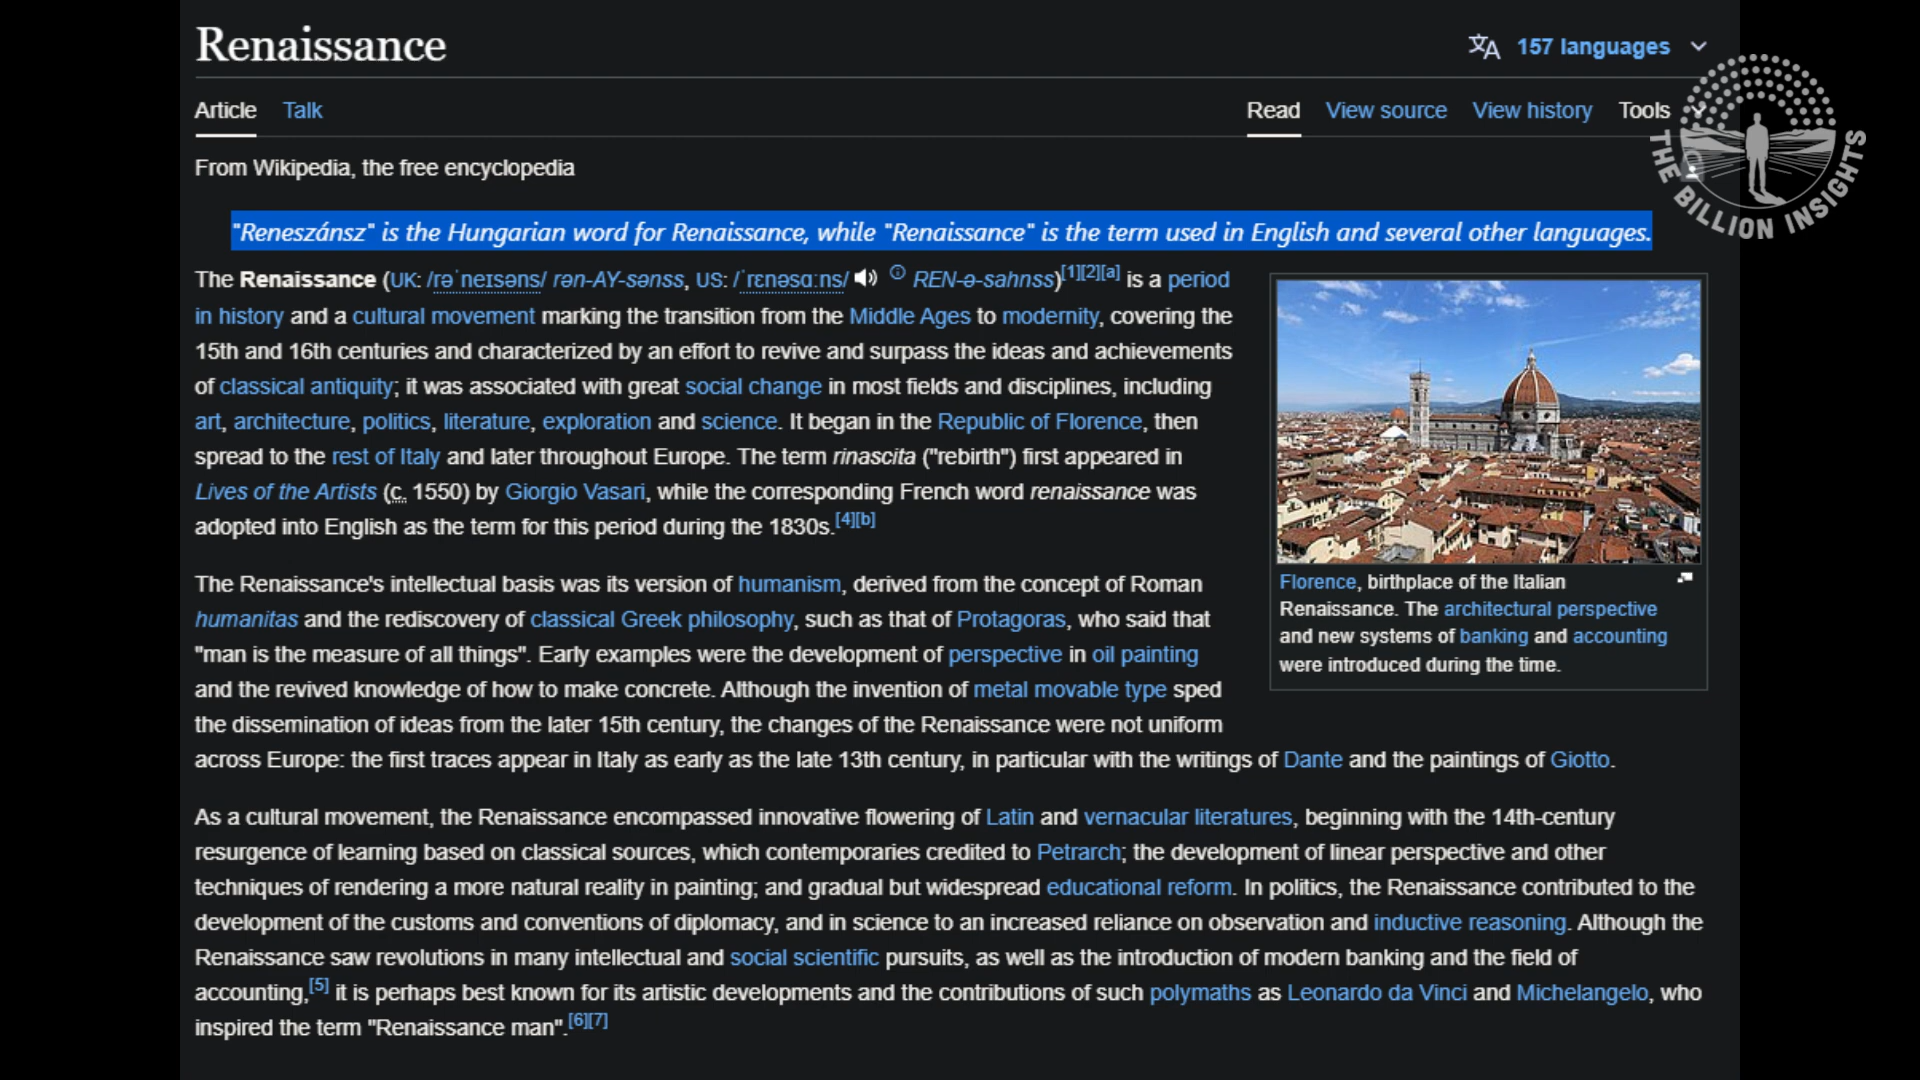 Renaissance
157 languages
Article Talk
Read View source View history Tools
From Wikipedia, the free encyclopedia
"Reneszánsz" is the Hungarian word for Renaissance, while "Renaissance" is the term used in English and several other languages.
The Renaissance (UK: /rəˈneɪsəns/ rən-AY-sənss, US: /ˈrɛnəsɑːns/ REN-ə-sahnss)[1][2][a] is a period
in history and a cultural movement marking the transition from the Middle Ages to modernity, covering the
15th and 16th centuries and characterized by an effort to revive and surpass the ideas and achievements
of classical antiquity; it was associated with great social change in most fields and disciplines, including
art, architecture, politics, literature, exploration and science. It began in the Republic of Florence, then
spread to the rest of Italy and later throughout Europe. The term rinascita ("rebirth") first appeared in
Lives of the Artists (c. 1550) by Giorgio Vasari, while the corresponding French word renaissance was
adopted into English as the term for this period during the 1830s.[4][b]
Florence, birthplace of the Italian
Renaissance. The architectural perspective
and new systems of banking and accounting
were introduced during the time.
The Renaissance's intellectual basis was its version of humanism, derived from the concept of Roman
humanitas and the rediscovery of classical Greek philosophy, such as that of Protagoras, who said that
"man is the measure of all things". Early examples were the development of perspective in oil painting
and the revived knowledge of how to make concrete. Although the invention of metal movable type sped
the dissemination of ideas from the later 15th century, the changes of the Renaissance were not uniform
across Europe: the first traces appear in Italy as early as the late 13th century, in particular with the writings of Dante and the paintings of Giotto.
As a cultural movement, the Renaissance encompassed innovative flowering of Latin and vernacular literatures, beginning with the 14th-century
resurgence of learning based on classical sources, which contemporaries credited to Petrarch; the development of linear perspective and other
techniques of rendering a more natural reality in painting; and gradual but widespread educational reform. In politics, the Renaissance contributed to the
development of the customs and conventions of diplomacy, and in science to an increased reliance on observation and inductive reasoning. Although the
Renaissance saw revolutions in many intellectual and social scientific pursuits, as well as the introduction of modern banking and the field of
accounting,[5] it is perhaps best known for its artistic developments and the contributions of such polymaths as Leonardo da Vinci and Michelangelo, who
inspired the term "Renaissance man".[6][7]
THE BILLION INSIGHTS